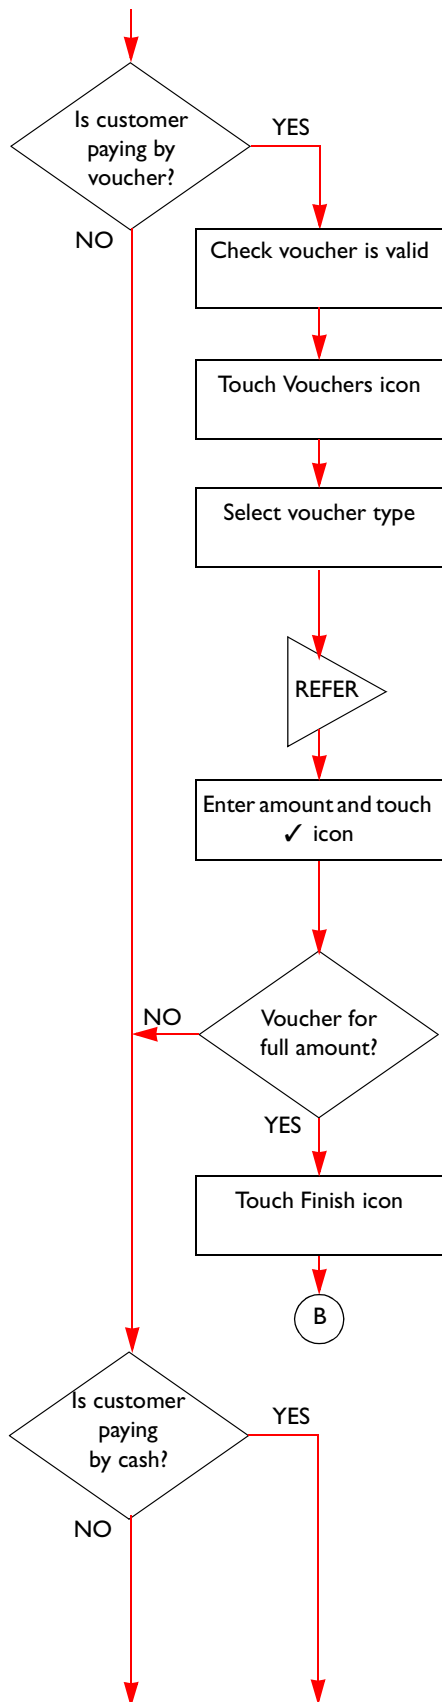 Is customer
paying by
voucher?
YES
NO
Check voucher is valid
Touch Vouchers icon
Select voucher type
REFER
Enter amount and touch
✓ icon
Voucher for
full amount?
NO
YES
Touch Finish icon
B
Is customer
paying
by cash?
YES
NO